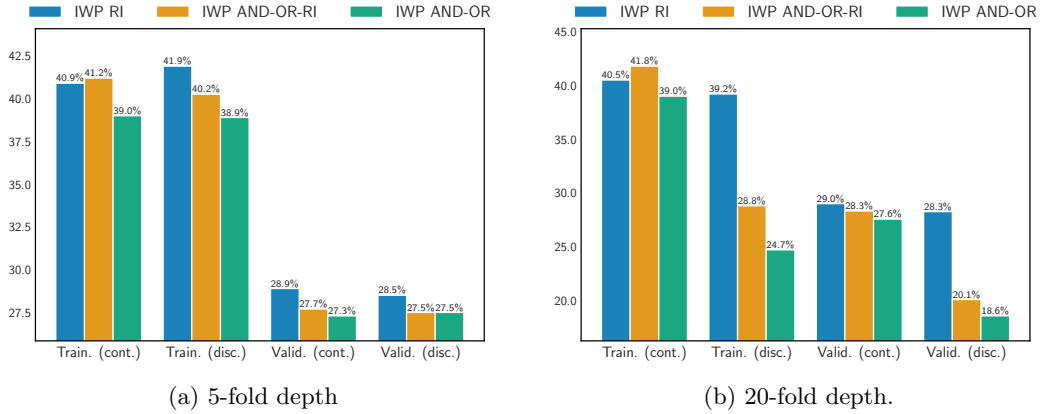 IWP RI IWP AND-OR-RI IWP AND-OR
42.5
40.0
37.5
35.0
32.5
30.0
27.5
40.9% 41.2% 39.0% 41.9% 40.2% 38.9% 28.9% 27.7% 27.3% 28.5% 27.5% 27.5%
Train. (cont.) Train. (disc.) Valid. (cont.) Valid. (disc.)
(a) 5-fold depth
IWP RI IWP AND-OR-RI IWP AND-OR
45.0
40.0
35.0
30.0
25.0
20.0
40.5% 41.8% 39.0% 39.2% 28.8% 24.7% 29.0% 28.3% 27.6% 28.3% 20.1% 18.6%
Train. (cont.) Train. (disc.) Valid. (cont.) Valid. (disc.)
(b) 20-fold depth.